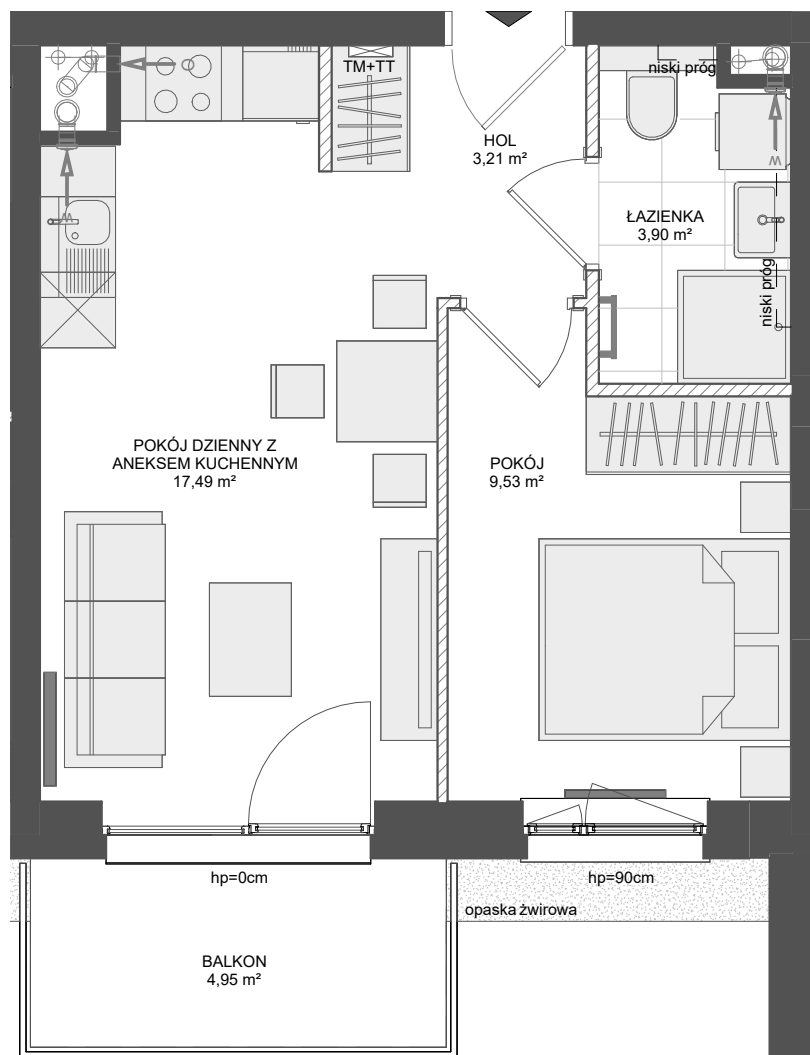 TM+TT
niski próg
HOL
3,21 m²
ŁAZIENKA
3,90 m²
niski próg
POKÓJ DZIENNY Z
ANEKSEM KUCHENNYM
17,49 m²
POKÓJ
9,53 m²
hp=0cm
hp=90cm
opaska żwirowa
BALKON
4,95 m²